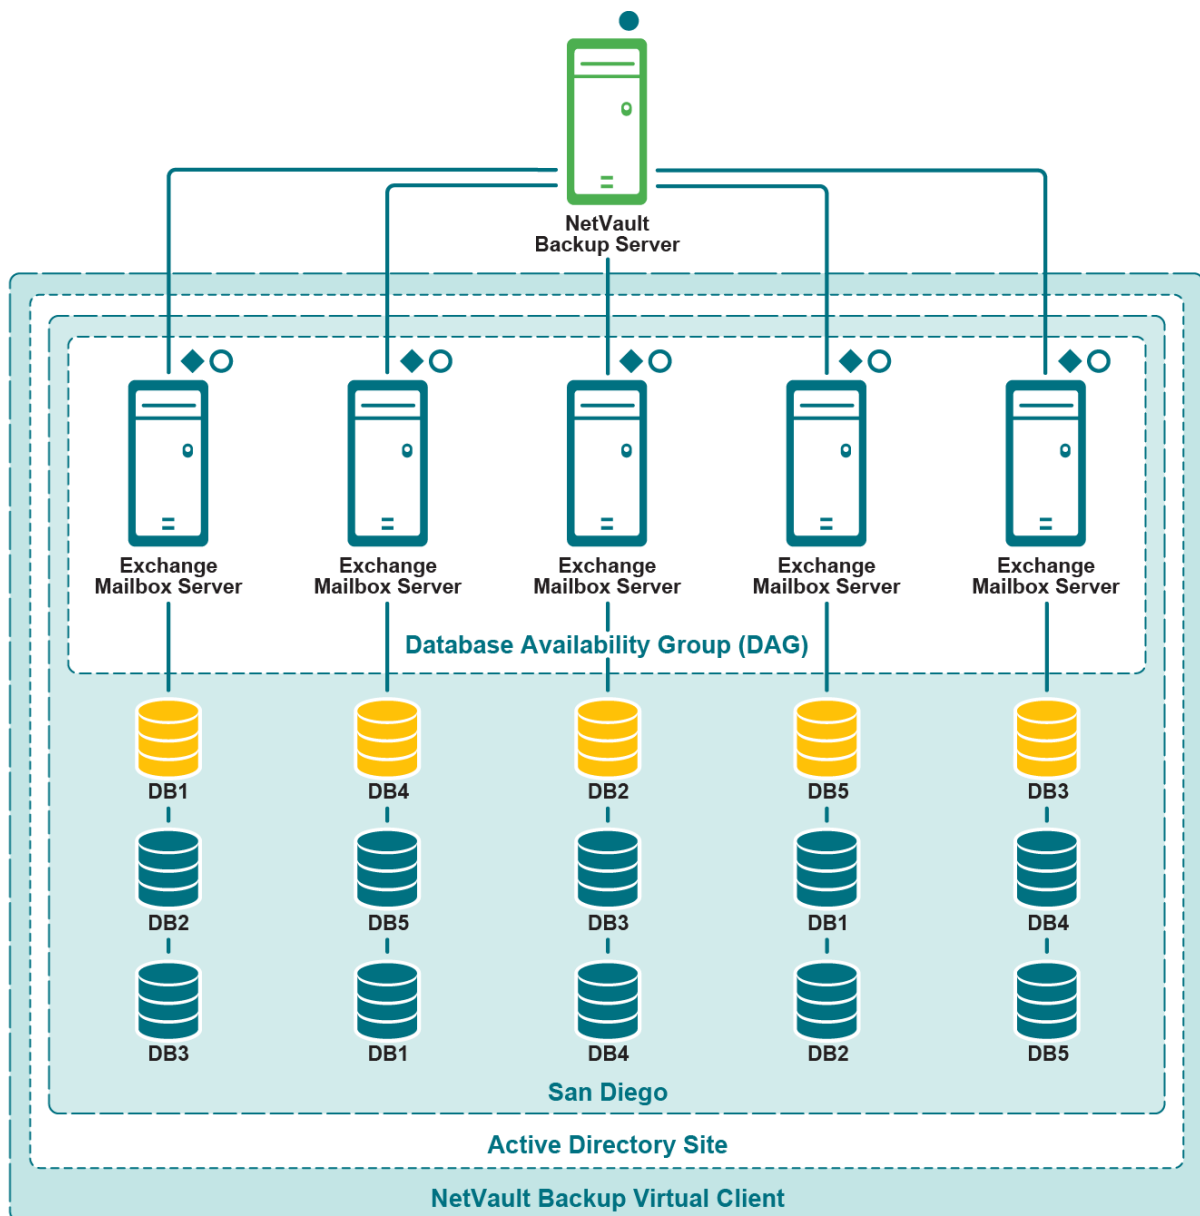 NetVault
Backup Server
Exchange
Mailbox Server
Exchange
Mailbox Server
Exchange
Mailbox Server
Exchange
Mailbox Server
Exchange
Mailbox Server
Database Availability Group (DAG)
DB1
DB4
DB2
DB5
DB3
DB2
DB5
DB3
DB1
DB4
DB3
DB1
DB4
DB2
DB5
San Diego
Active Directory Site
NetVault Backup Virtual Client